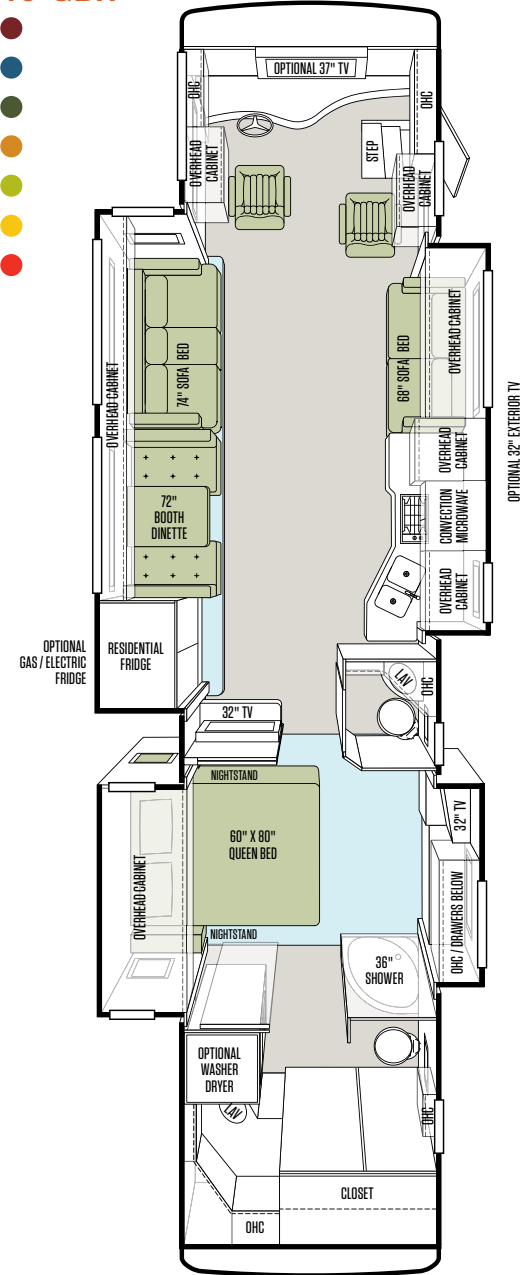 OPTIONAL 37" TV
OHC
OHC
OVERHEAD
CABINET
STEP
OVERHEAD
CABINET
OVERHEAD CABINET
74" SOFA BED
68" SOFA BED
OVERHEAD CABINET
OPTIONAL 32" EXTERIOR TV
OVERHEAD
CABINET
72"
BOOTH
DINETTE
CONVECTION
MICROWAVE
OVERHEAD
CABINET
OPTIONAL
GAS / ELECTRIC
FRIDGE
RESIDENTIAL
FRIDGE
LAV
OHC
32" TV
NIGHTSTAND
60" X 80"
QUEEN BED
OVERHEAD CABINET
32" TV
OHC / DRAWERS BELOW
NIGHTSTAND
36"
SHOWER
OPTIONAL
WASHER
DRYER
LAV
OHC
CLOSET
OHC